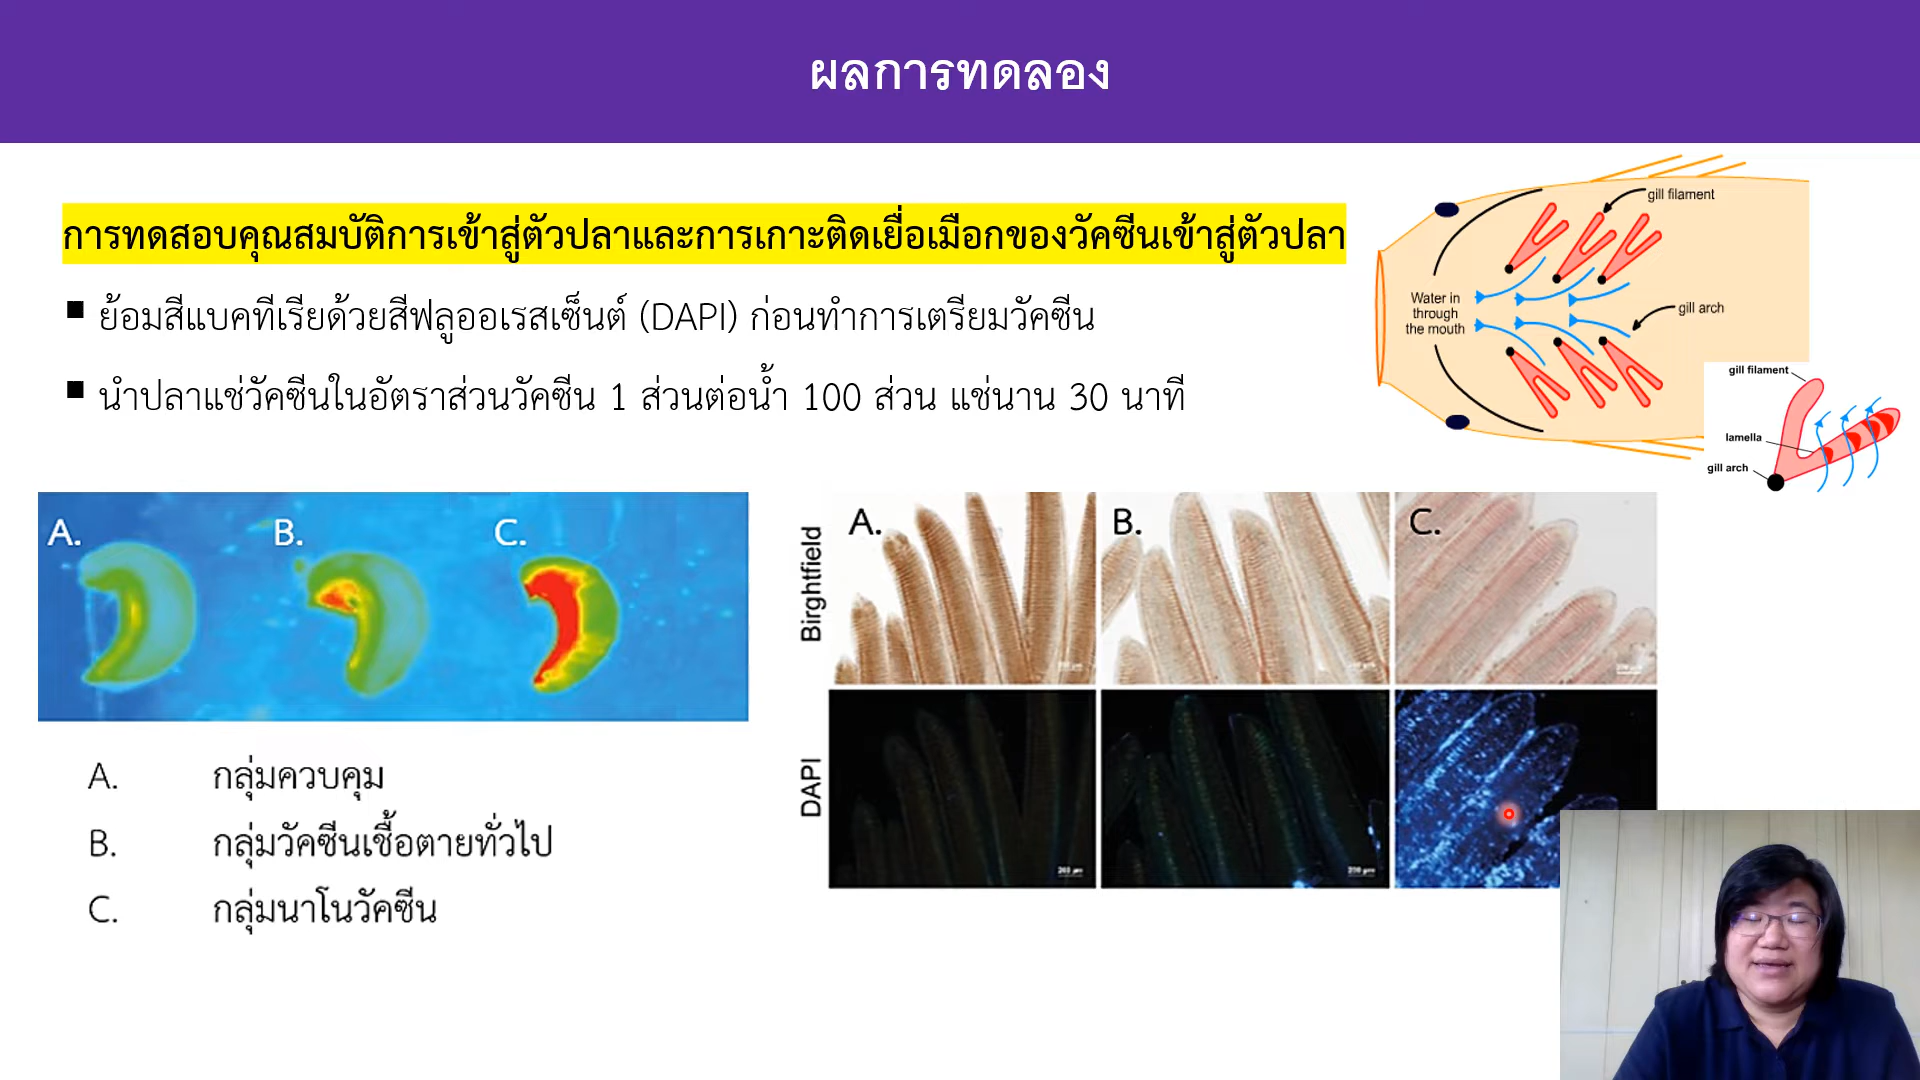 ผลการทดลอง
การทดสอบคุณสมบัติการเข้าสู่ตัวปลาและการเกาะติดเยื่อเมือกของวัคซีนเข้าสู่ตัวปลา
▪ ย้อมสีแบคทีเรียด้วยสีฟลูออเรสเซ็นต์ (DAPI) ก่อนทำการเตรียมวัคซีน
▪ นำปลาแช่วัคซีนในอัตราส่วนวัคซีน 1 ส่วนต่อน้ำ 100 ส่วน แช่นาน 30 นาที
gill filament
Water in
through
the mouth
gill arch
gill filament
lamella
gill arch
A. B. C.
A. กลุ่มควบคุม
B. กลุ่มวัคซีนเชื้อตายทั่วไป
C. กลุ่มนาโนวัคซีน
Birghtfield
A. B. C.
DAPI